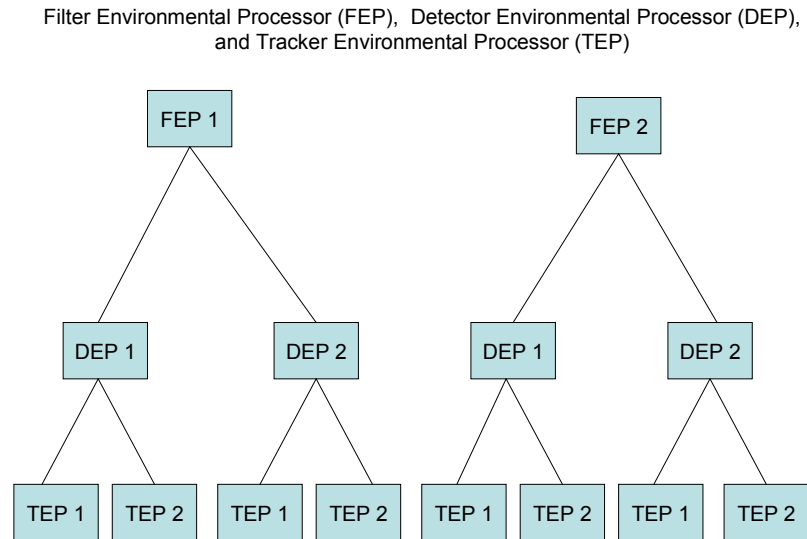 Filter Environmental Processor (FEP), Detector Environmental Processor (DEP),
and Tracker Environmental Processor (TEP)
FEP 1
FEP 2
DEP 1
DEP 2
DEP 1
DEP 2
TEP 1
TEP 2
TEP 1
TEP 2
TEP 1
TEP 2
TEP 1
TEP 2